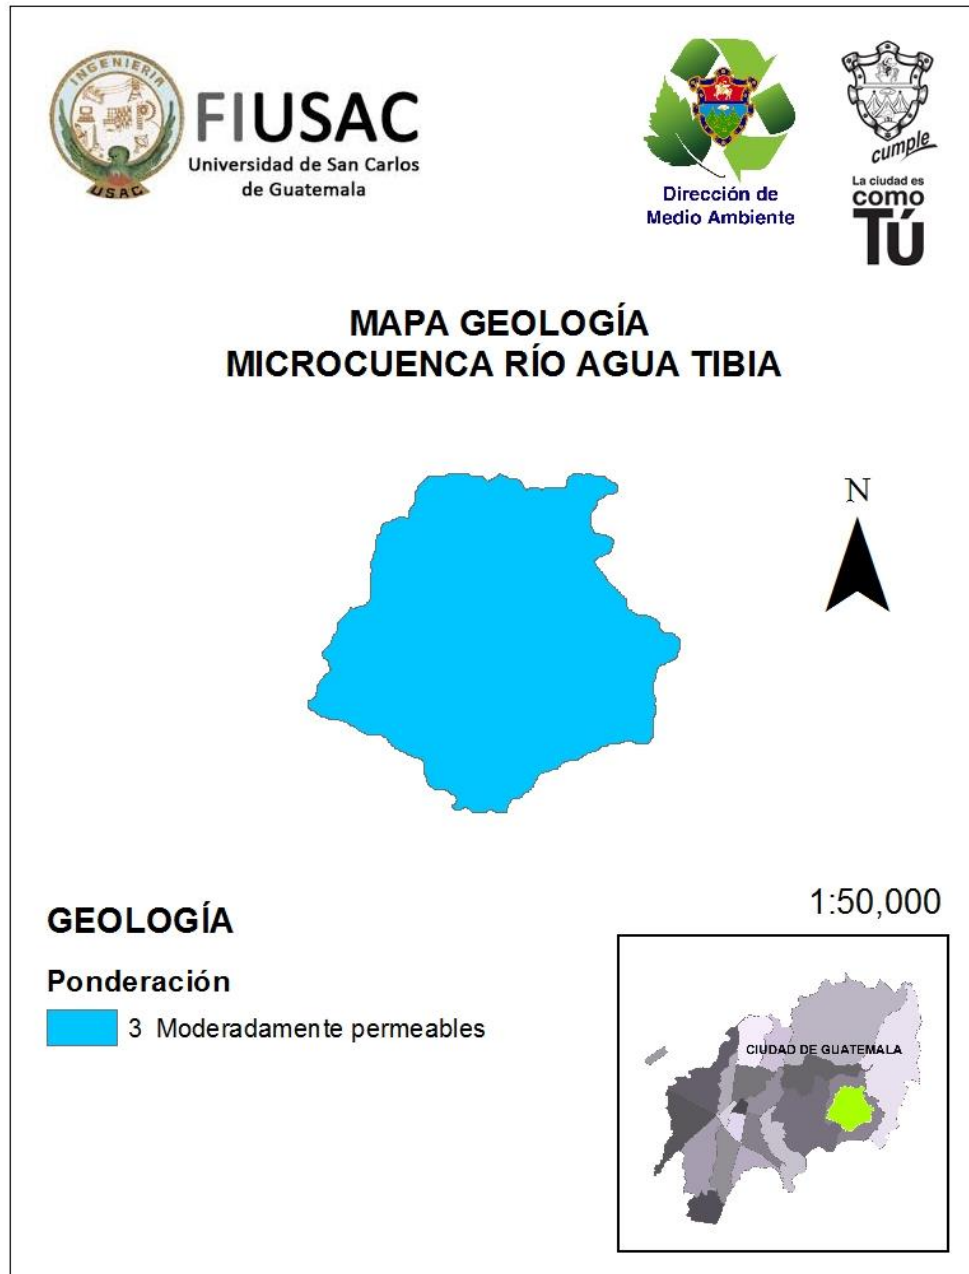 INGENIERIA
USAC
FIUSAC
Universidad de San Carlos
de Guatemala
Dirección de
Medio Ambiente
cumple
La ciudad es
como
Tú
MAPA GEOLOGÍA
MICROCUENCA RÍO AGUA TIBIA
N
1:50,000
GEOLOGÍA
Ponderación
3 Moderadamente permeables
CIUDAD DE GUATEMALA